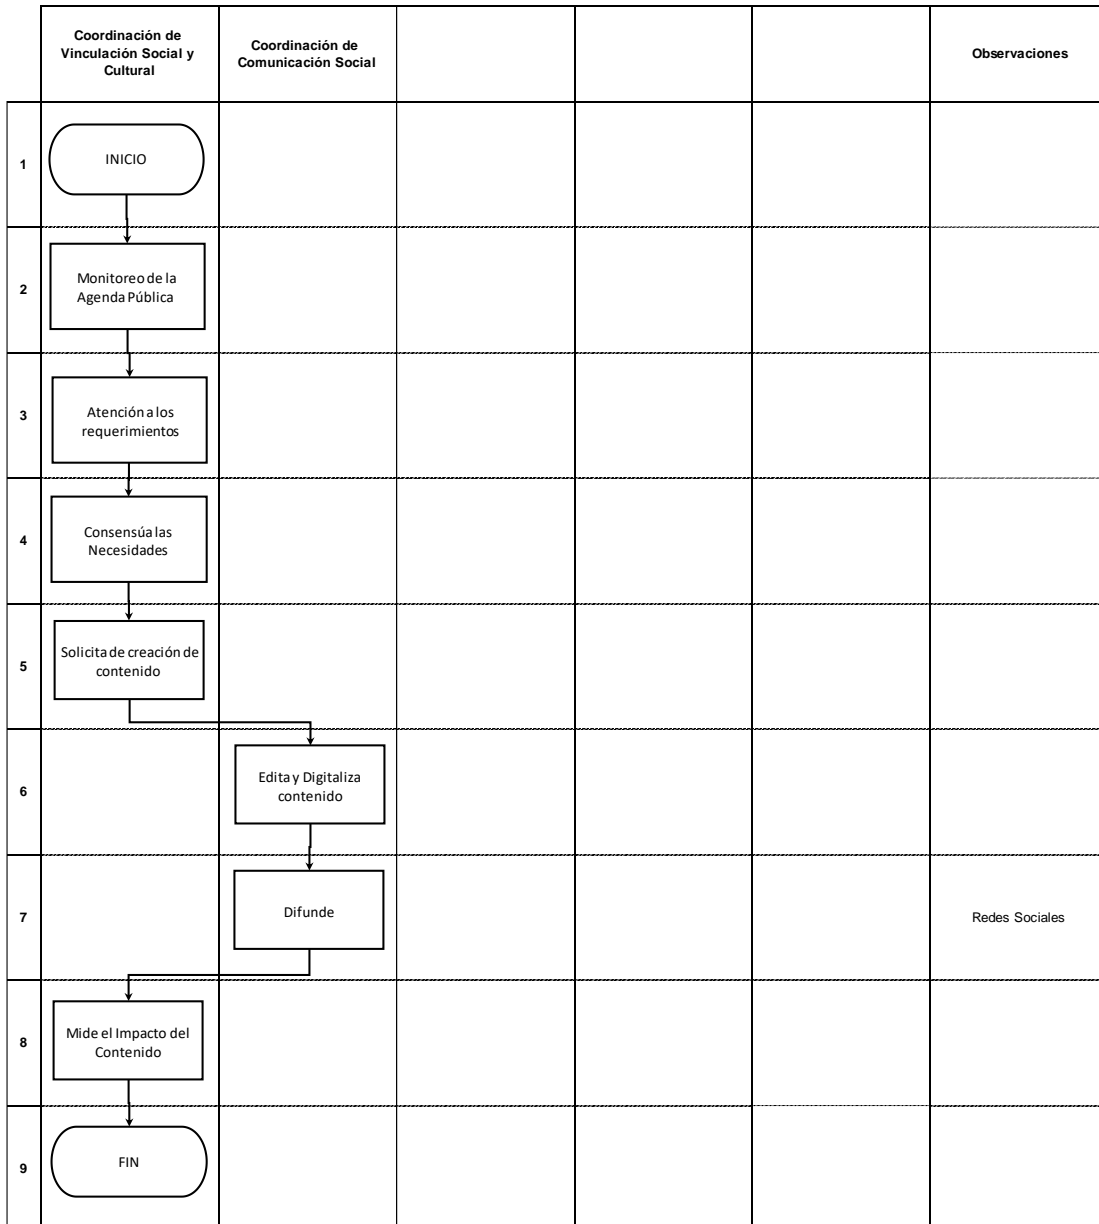 Coordinación de
Vinculación Social y
Cultural
Coordinación de
Comunicación Social
Observaciones
1
INICIO
2
Monitoreo de la
Agenda Pública
3
Atención a los
requerimientos
4
Consensúa las
Necesidades
5
Solicita de creación de
contenido
6
Edita y Digitaliza
contenido
7
Difunde
Redes Sociales
8
Mide el Impacto del
Contenido
9
FIN